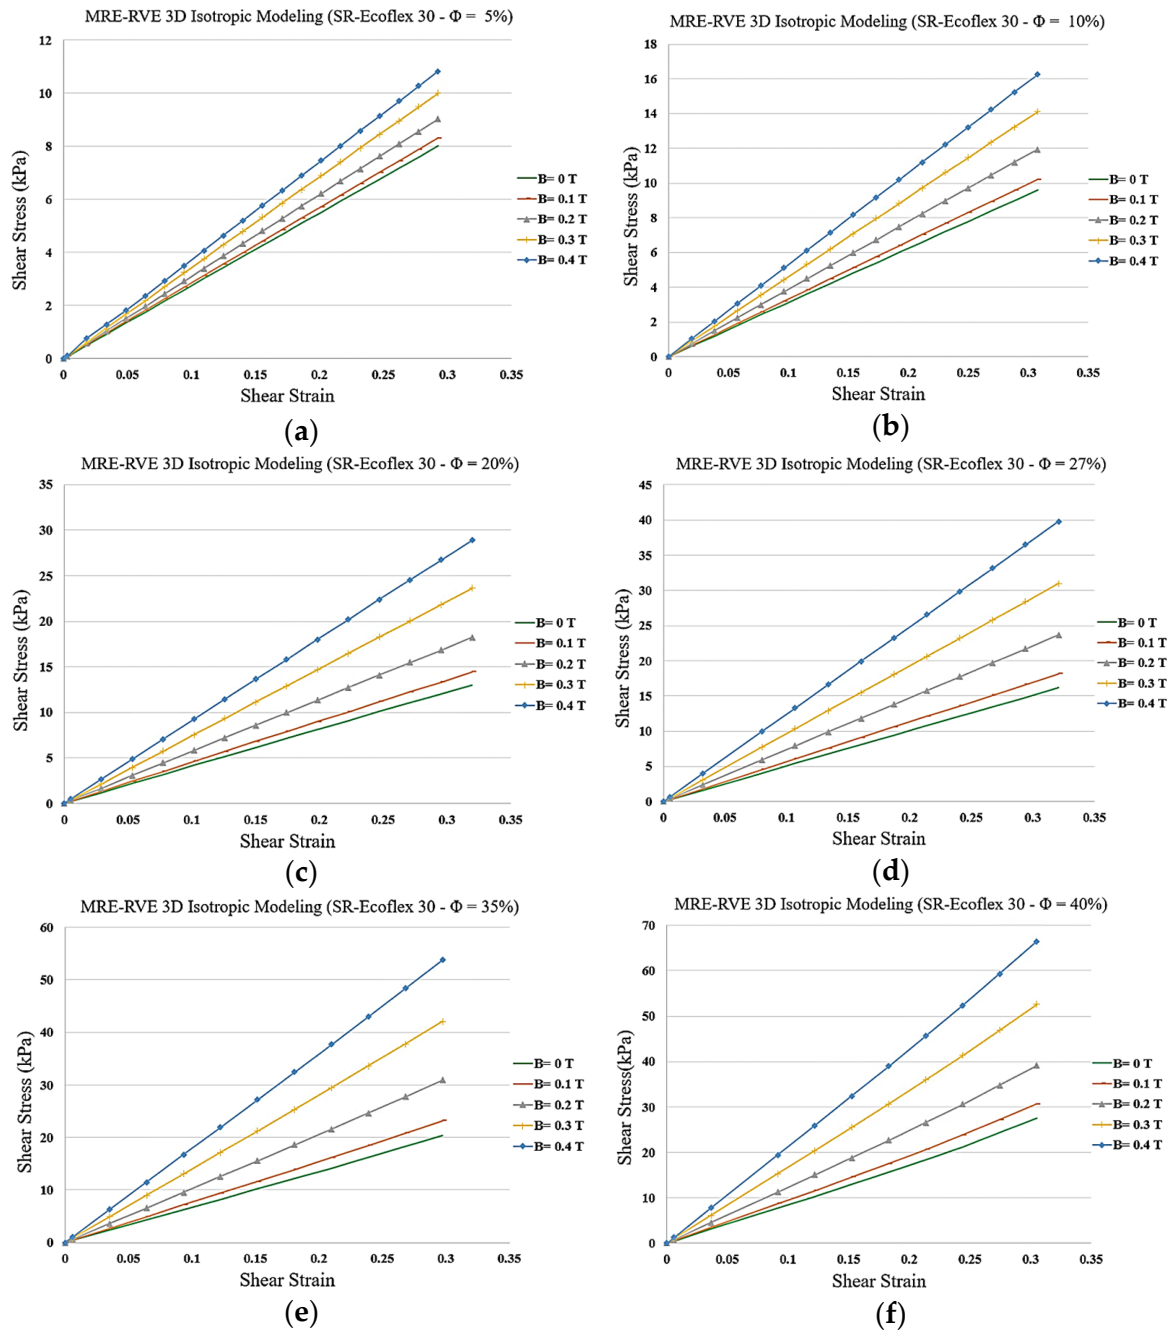 MRE-RVE 3D Isotropic Modeling (SR-Ecoflex 30 - Φ = 5%)
12
10
8
6
4
2
0
Shear Stress (kPa)
0 0.05 0.1 0.15 0.2 0.25 0.3 0.35
Shear Strain
B= 0 T
B= 0.1 T
B= 0.2 T
B= 0.3 T
B= 0.4 T
(a)
MRE-RVE 3D Isotropic Modeling (SR-Ecoflex 30 - Φ = 10%)
18
16
14
12
10
8
6
4
2
0
Shear Stress (kPa)
0 0.05 0.1 0.15 0.2 0.25 0.3 0.35
Shear Strain
B= 0 T
B= 0.1 T
B= 0.2 T
B= 0.3 T
B= 0.4 T
(b)
MRE-RVE 3D Isotropic Modeling (SR-Ecoflex 30 - Φ = 20%)
35
30
25
20
15
10
5
0
Shear Stress (kPa)
0 0.05 0.1 0.15 0.2 0.25 0.3 0.35
Shear Strain
B= 0 T
B= 0.1 T
B= 0.2 T
B= 0.3 T
B= 0.4 T
(c)
MRE-RVE 3D Isotropic Modeling (SR-Ecoflex 30 - Φ = 27%)
45
40
35
30
25
20
15
10
5
0
Shear Stress (kPa)
0 0.05 0.1 0.15 0.2 0.25 0.3 0.35
Shear Strain
B= 0 T
B= 0.1 T
B= 0.2 T
B= 0.3 T
B= 0.4 T
(d)
MRE-RVE 3D Isotropic Modeling (SR-Ecoflex 30 - Φ = 35%)
60
50
40
30
20
10
0
Shear Stress (kPa)
0 0.05 0.1 0.15 0.2 0.25 0.3 0.35
Shear Strain
B= 0 T
B= 0.1 T
B= 0.2 T
B= 0.3 T
B= 0.4 T
(e)
MRE-RVE 3D Isotropic Modeling (SR-Ecoflex 30 - Φ = 40%)
70
60
50
40
30
20
10
0
Shear Stress(kPa)
0 0.05 0.1 0.15 0.2 0.25 0.3 0.35
Shear Strain
B= 0 T
B= 0.1 T
B= 0.2 T
B= 0.3 T
B= 0.4 T
(f)